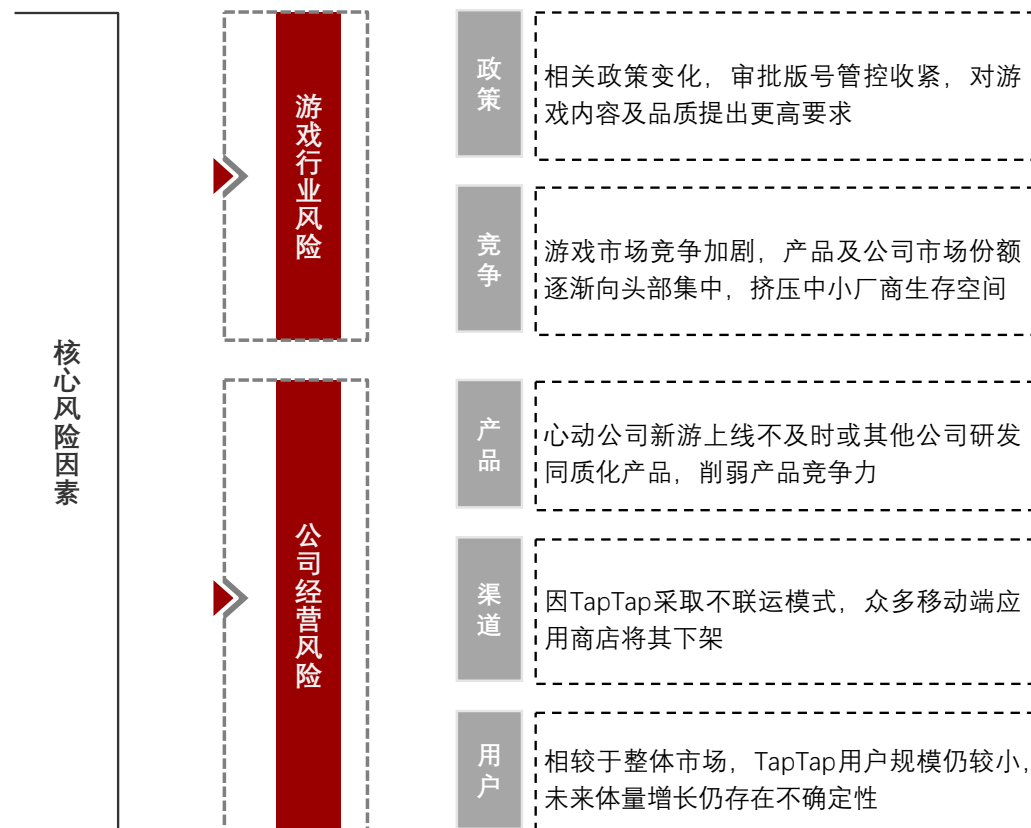 核心风险因素
游戏行业风险
政策
相关政策变化，审批版号管控收紧，对游
戏内容及品质提出更高要求
竞争
游戏市场竞争加剧，产品及公司市场份额
逐渐向头部集中，挤压中小厂商生存空间
公司经营风险
产品
心动公司新游上线不及时或其他公司研发
同质化产品，削弱产品竞争力
渠道
因TapTap采取不联运模式，众多移动端应
用商店将其下架
用户
相较于整体市场，TapTap用户规模仍较小，
未来体量增长仍存在不确定性